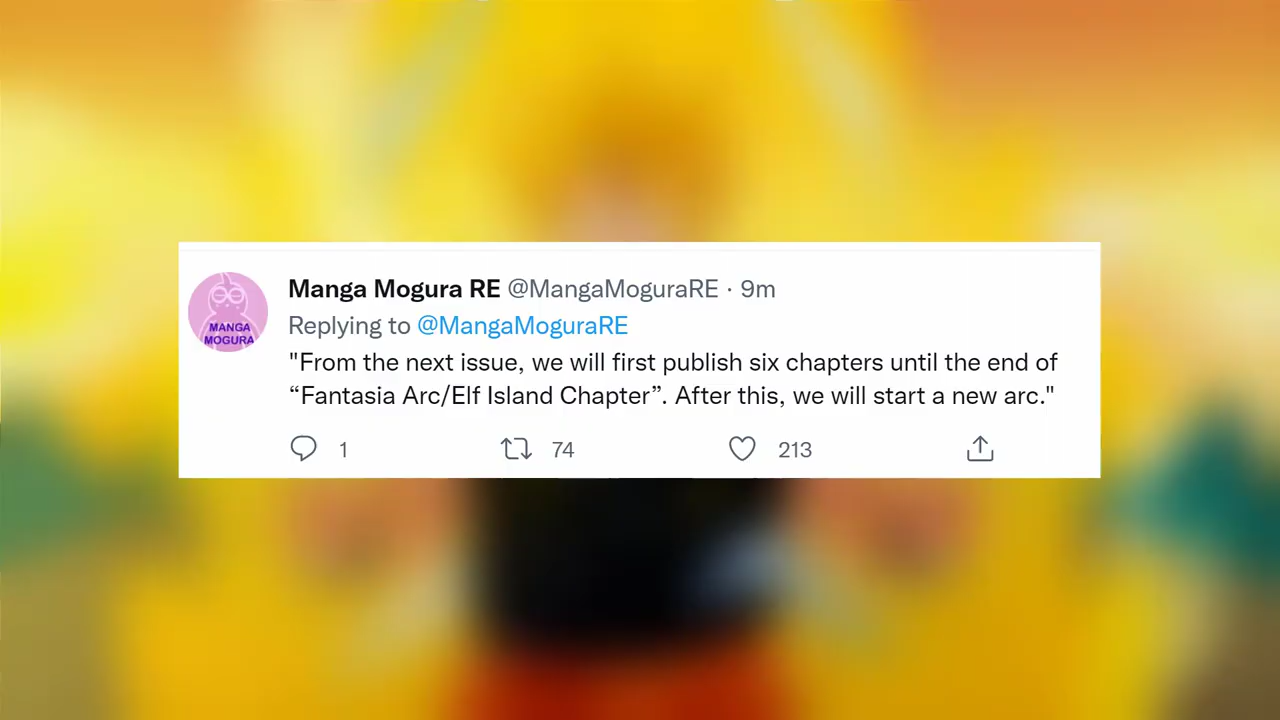 Manga Mogura RE @MangaMoguraRE · 9m
MANGA
MOGURA
Replying to @MangaMoguraRE
"From the next issue, we will first publish six chapters until the end of
“Fantasia Arc/Elf Island Chapter”. After this, we will start a new arc."
1 74 213